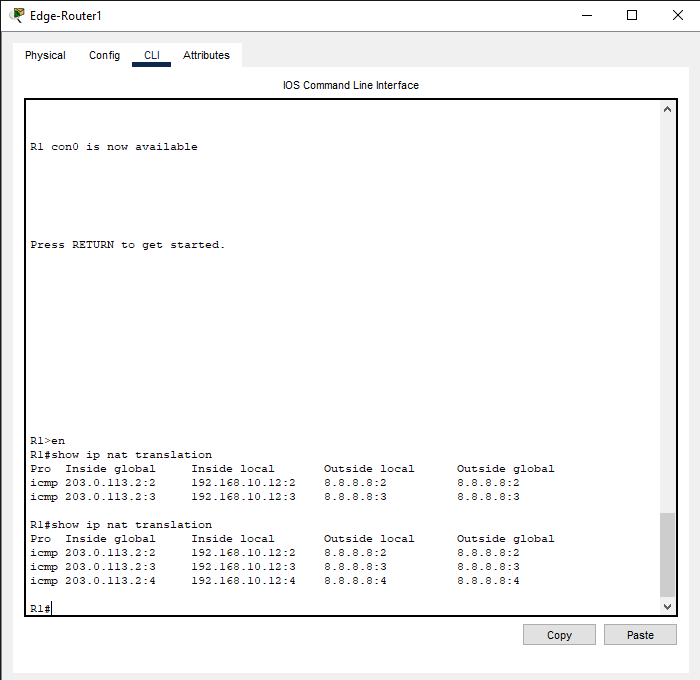 Edge-Router1
Physical Config CLI Attributes
IOS Command Line Interface
R1 con0 is now available
Press RETURN to get started.
R1>en
R1#show ip nat translation
Pro  Inside global     Inside local       Outside local      Outside global
icmp 203.0.113.2:2     192.168.10.12:2    8.8.8.8:2          8.8.8.8:2
icmp 203.0.113.2:3     192.168.10.12:3    8.8.8.8:3          8.8.8.8:3
R1#show ip nat translation
Pro  Inside global     Inside local       Outside local      Outside global
icmp 203.0.113.2:2     192.168.10.12:2    8.8.8.8:2          8.8.8.8:2
icmp 203.0.113.2:3     192.168.10.12:3    8.8.8.8:3          8.8.8.8:3
icmp 203.0.113.2:4     192.168.10.12:4    8.8.8.8:4          8.8.8.8:4
R1#
Copy Paste